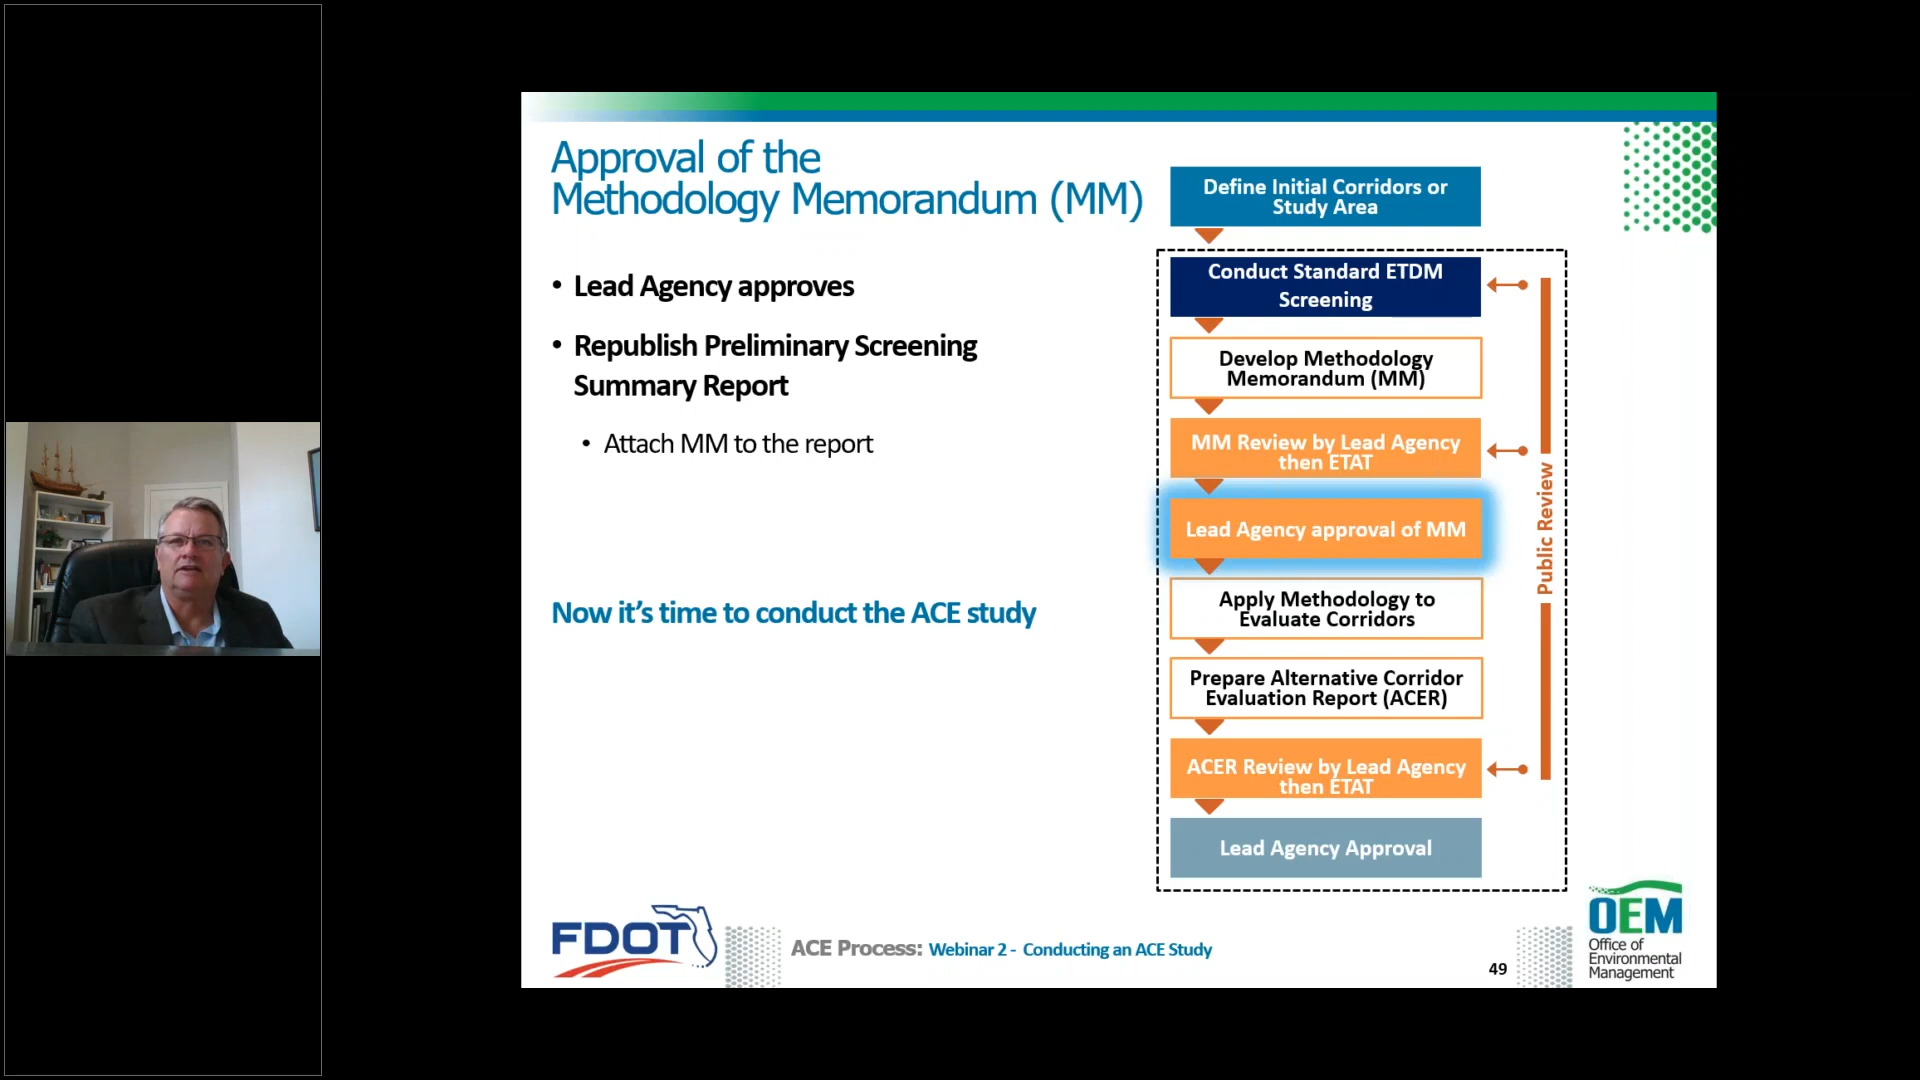 Approval of the
Methodology Memorandum (MM)
• Lead Agency approves
• Republish Preliminary Screening
Summary Report
• Attach MM to the report
Now it's time to conduct the ACE study
Define Initial Corridors or
Study Area
Conduct Standard ETDM
Screening
Develop Methodology
Memorandum (MM)
MM Review by Lead Agency
then ETAT
Lead Agency approval of MM
Apply Methodology to
Evaluate Corridors
Prepare Alternative Corridor
Evaluation Report (ACER)
ACER Review by Lead Agency
then ETAT
Lead Agency Approval
Public Review
FDOT
ACE Process: Webinar 2 - Conducting an ACE Study
49
OEM
Office of
Environmental
Management